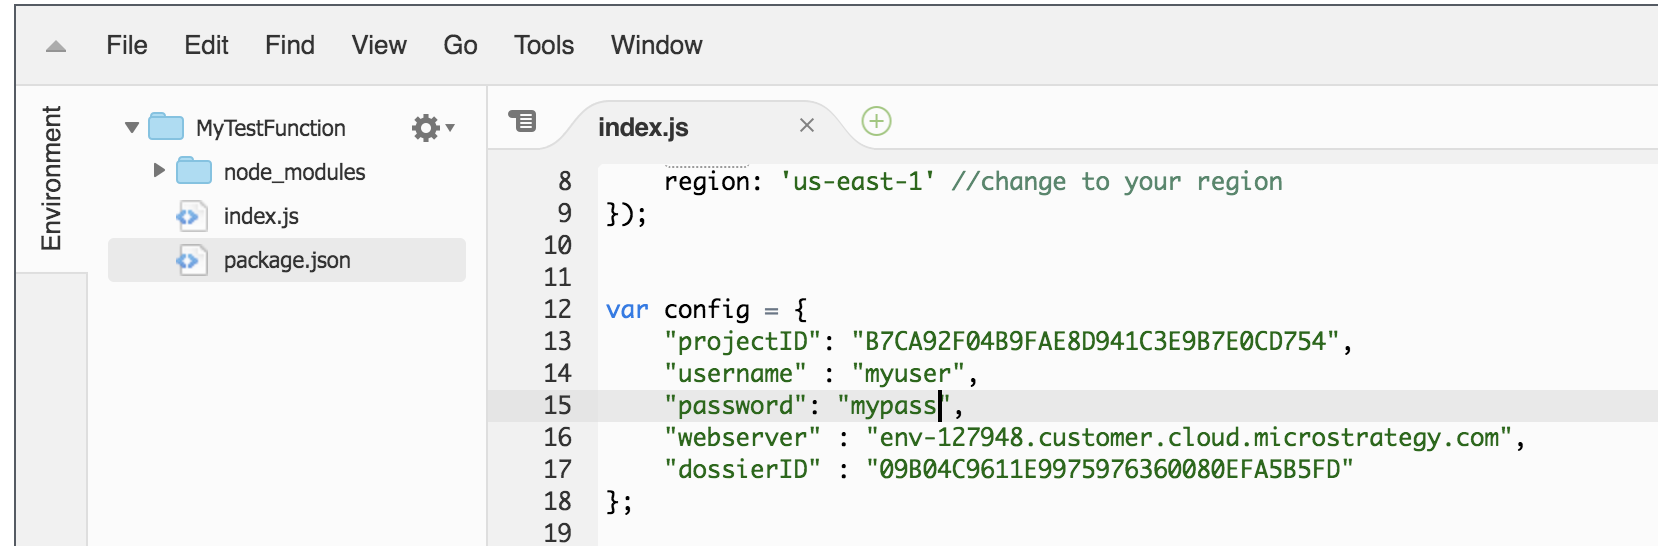 File Edit Find View Go Tools Window
Environment
MyTestFunction
node_modules
index.js
package.json
index.js
8 region: 'us-east-1' //change to your region
9 });
10
11
12 var config = {
13 "projectID": "B7CA92F04B9FAE8D941C3E9B7E0CD754",
14 "username" : "myuser",
15 "password": "mypass",
16 "webserver" : "env-127948.customer.cloud.microstrategy.com",
17 "dossierID" : "09B04C9611E9975976360080EFA5B5FD"
18 };
19